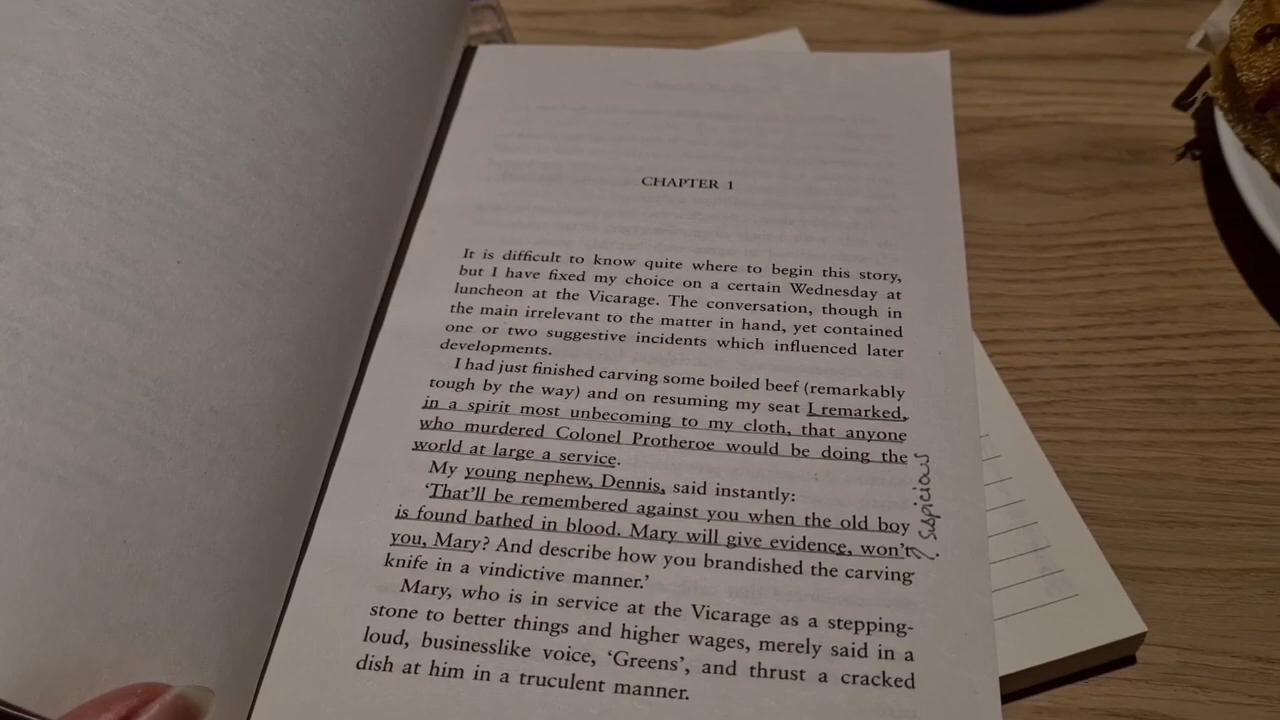 CHAPTER 1
It is difficult to know quite where to begin this story,
but I have fixed my choice on a certain Wednesday at
luncheon at the Vicarage. The conversation, though in
the main irrelevant to the matter in hand, yet contained
one or two suggestive incidents which influenced later
developments.
I had just finished carving some boiled beef (remarkably
tough by the way) and on resuming my seat I remarked,
in a spirit most unbecoming to my cloth, that anyone
who murdered Colonel Protheroe would be doing the
world at large a service.
My young nephew, Dennis, said instantly:
‘That’ll be remembered against you when the old boy
is found bathed in blood. Mary will give evidence, won’t
you, Mary? And describe how you brandished the carving
knife in a vindictive manner.’
Mary, who is in service at the Vicarage as a stepping-
stone to better things and higher wages, merely said in a
loud, businesslike voice, ‘Greens’, and thrust a cracked
dish at him in a truculent manner.
? Suspicious